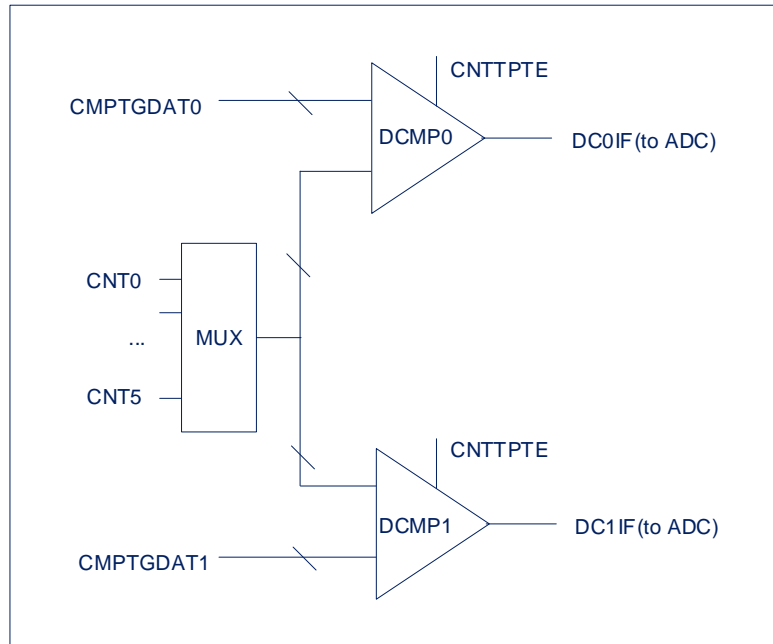 CNTTPTE
CMPTGDAT0
DCMP0
DC0IF(to ADC)
CNT0
...
MUX
CNT5
CNTTPTE
DCMP1
DC1IF(to ADC)
CMPTGDAT1